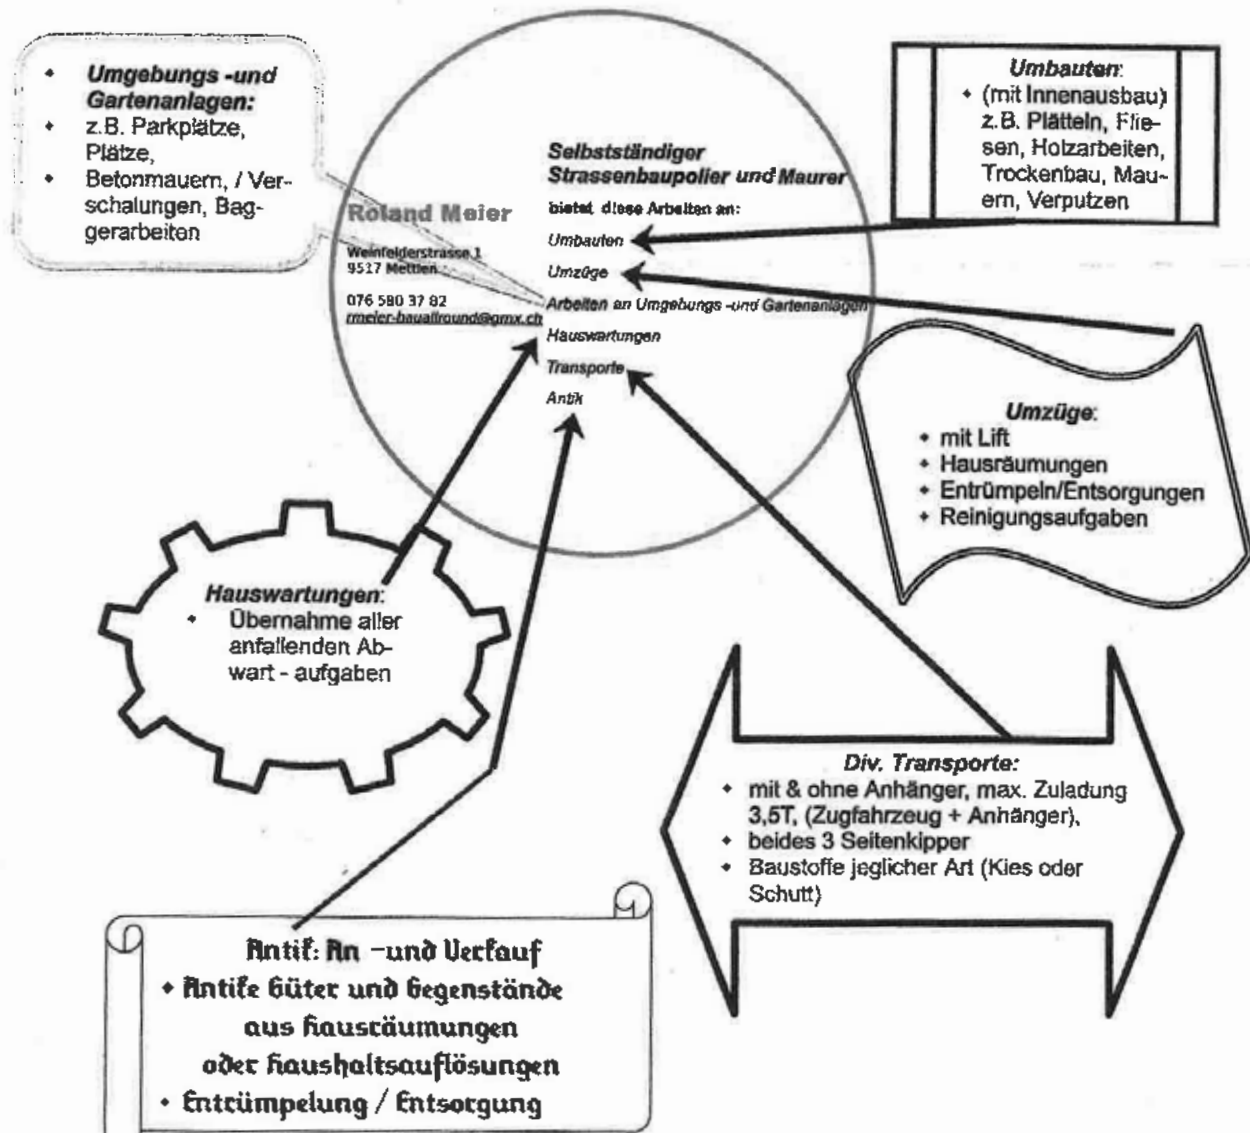 Umgebungs -und
Gartenanlagen:
z.B. Parkplätze,
Plätze,
Betonmauern, / Ver-
schalungen, Bag-
gerarbeiten
Roland Meier
Weinfelderstrasse 1
9517 Mettlen
076 580 37 82
rmeier-bauallround@gmx.ch
Selbstständiger
Strassenbaupolier und Maurer
bietet diese Arbeiten an:
Umbauten
Umzüge
Arbeiten an Umgebungs -und Gartenanlagen
Hauswartungen
Transporte
Antik
Umbauten:
(mit Innenausbau)
z.B. Plätteln, Flie-
sen, Holzarbeiten,
Trockenbau, Mau-
ern, Verputzen
Umzüge:
mit Lift
Hausräumungen
Entrümpeln/Entsorgungen
Reinigungsaufgaben
Hauswartungen:
Übernahme aller
anfallenden Ab-
wart - aufgaben
Div. Transporte:
mit & ohne Anhänger, max. Zuladung
3,5T, (Zugfahrzeug + Anhänger),
beides 3 Seitenkipper
Baustoffe jeglicher Art (Kies oder
Schutt)
Antik: An -und Verkauf
Antike Güter und Gegenstände
aus Hausräumungen
oder Haushaltsauflösungen
Entrümpelung / Entsorgung